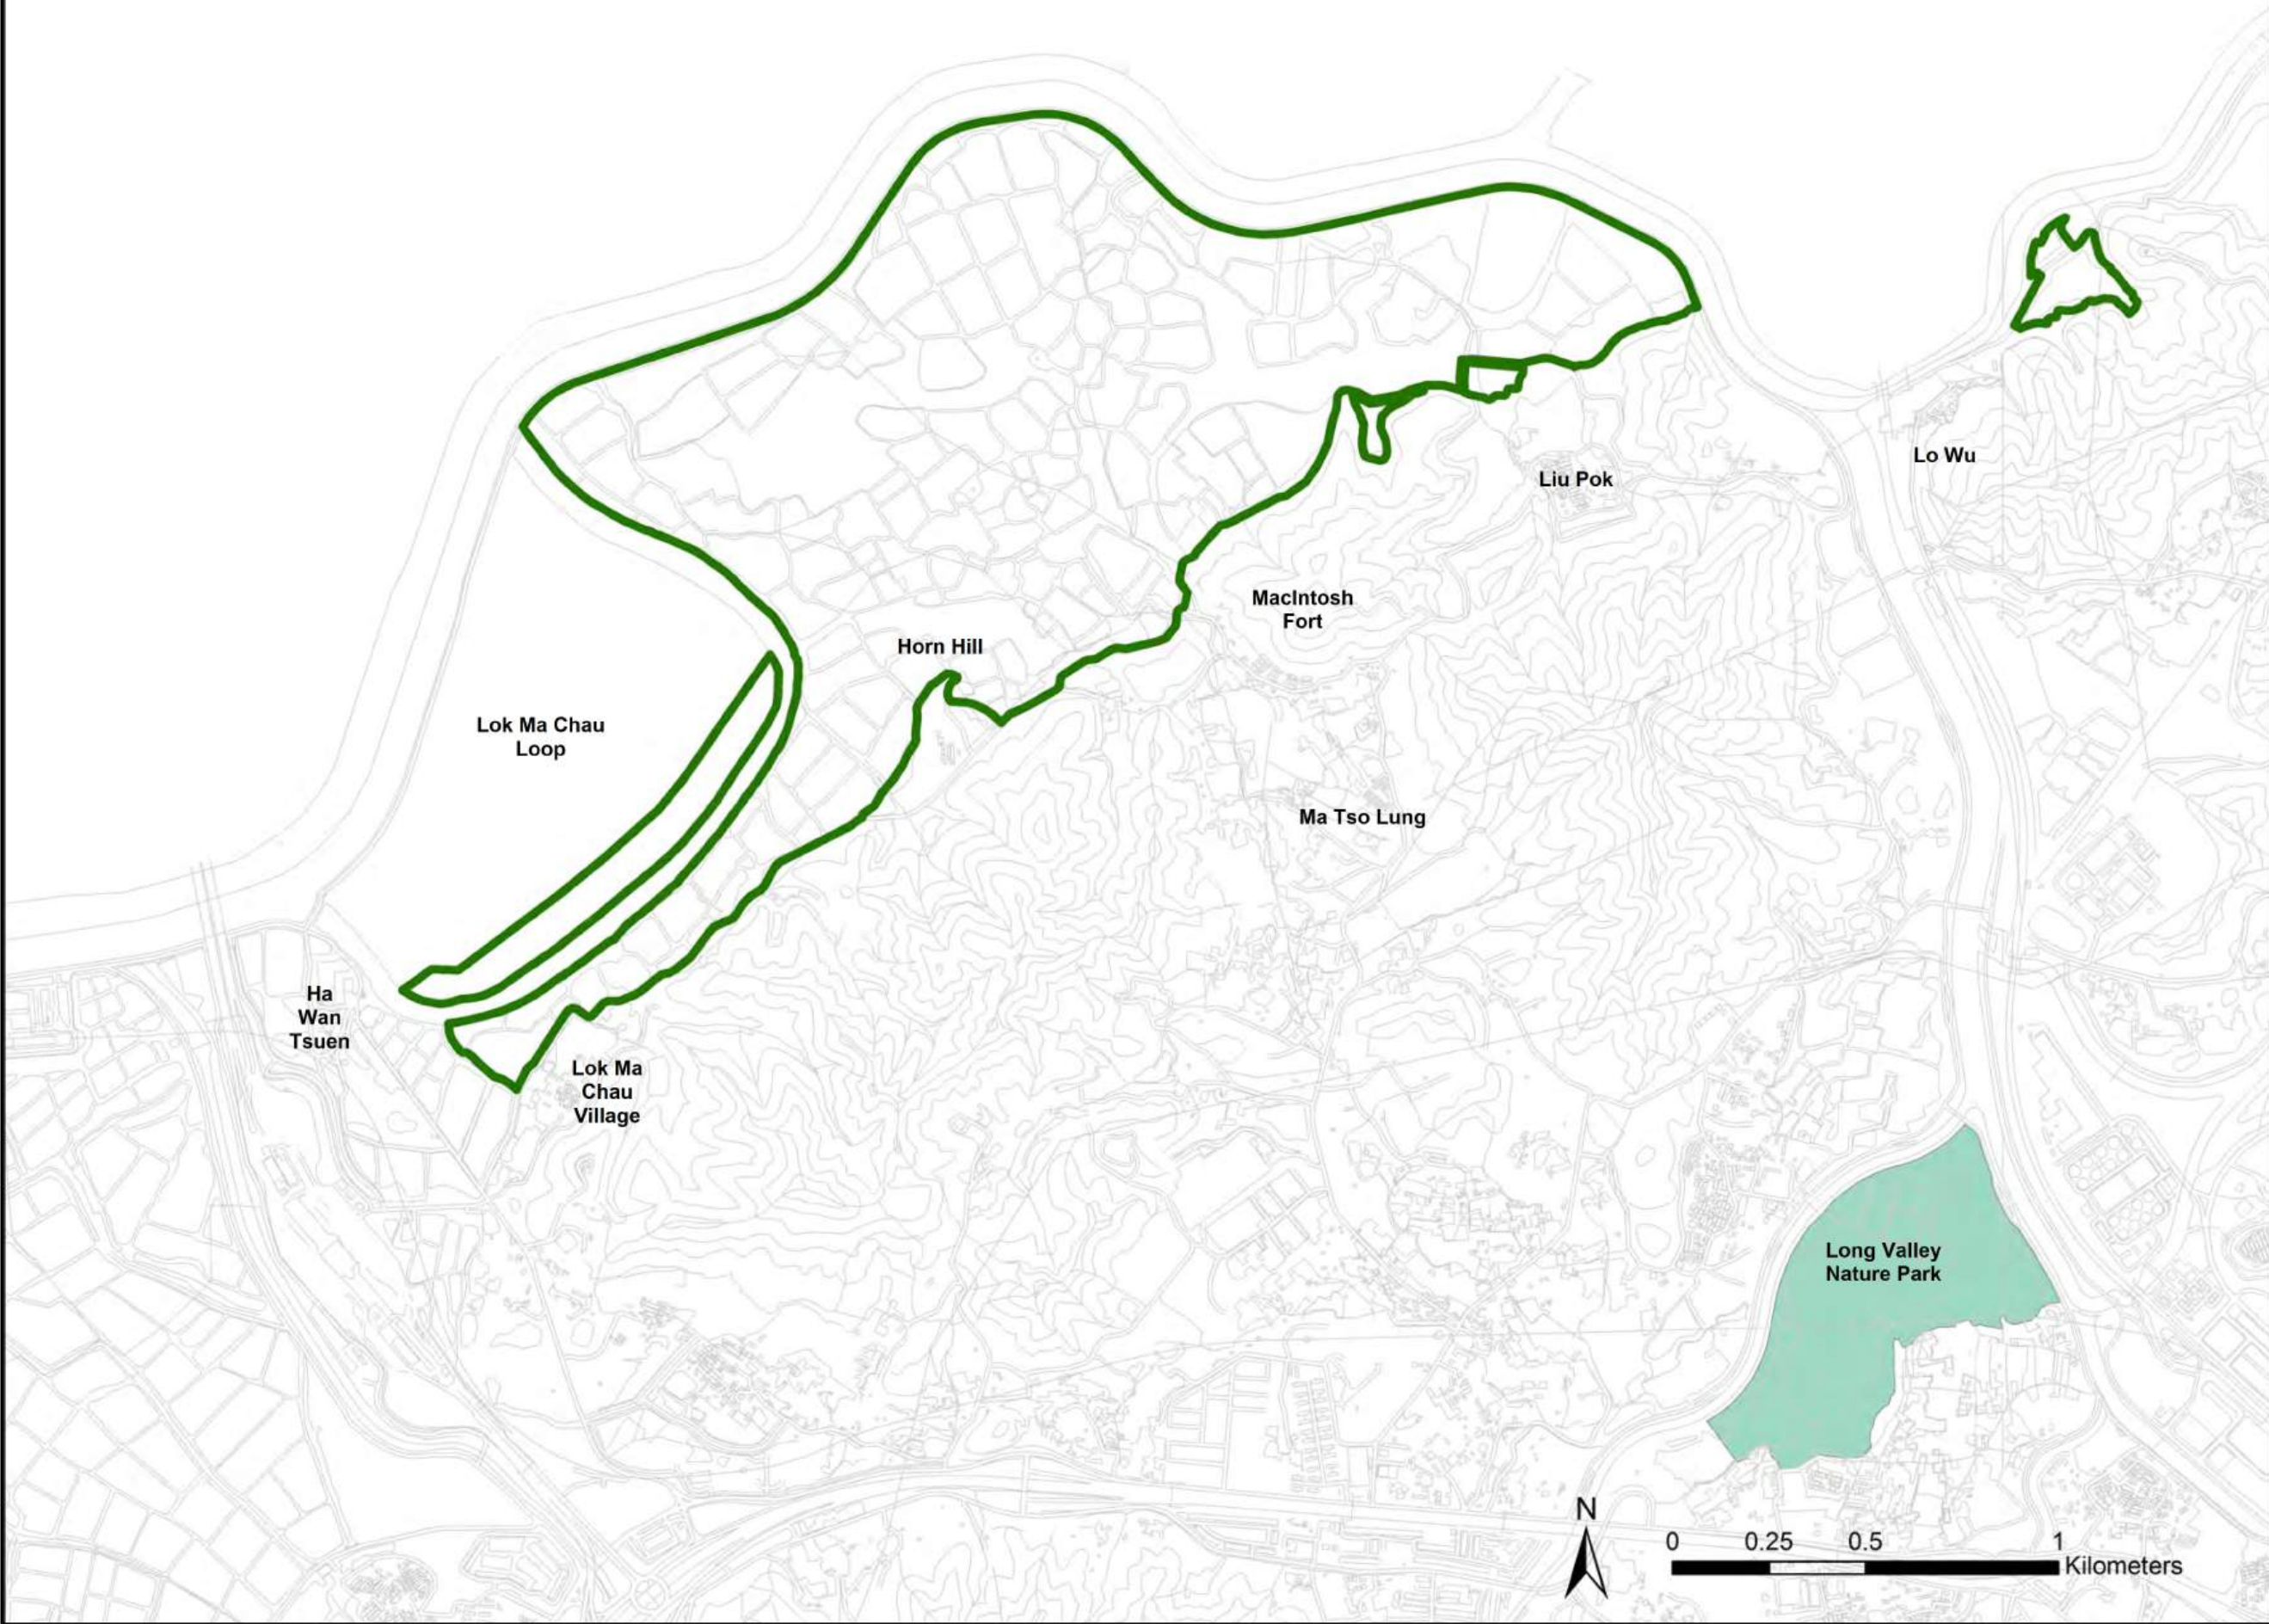 Lo Wu
Liu Pok
MacIntosh
Fort
Horn Hill
Lok Ma Chau
Loop
Ma Tso Lung
Ha
Wan
Tsuen
Lok Ma
Chau
Village
Long Valley
Nature Park
N
0 0.25 0.5 1
Kilometers